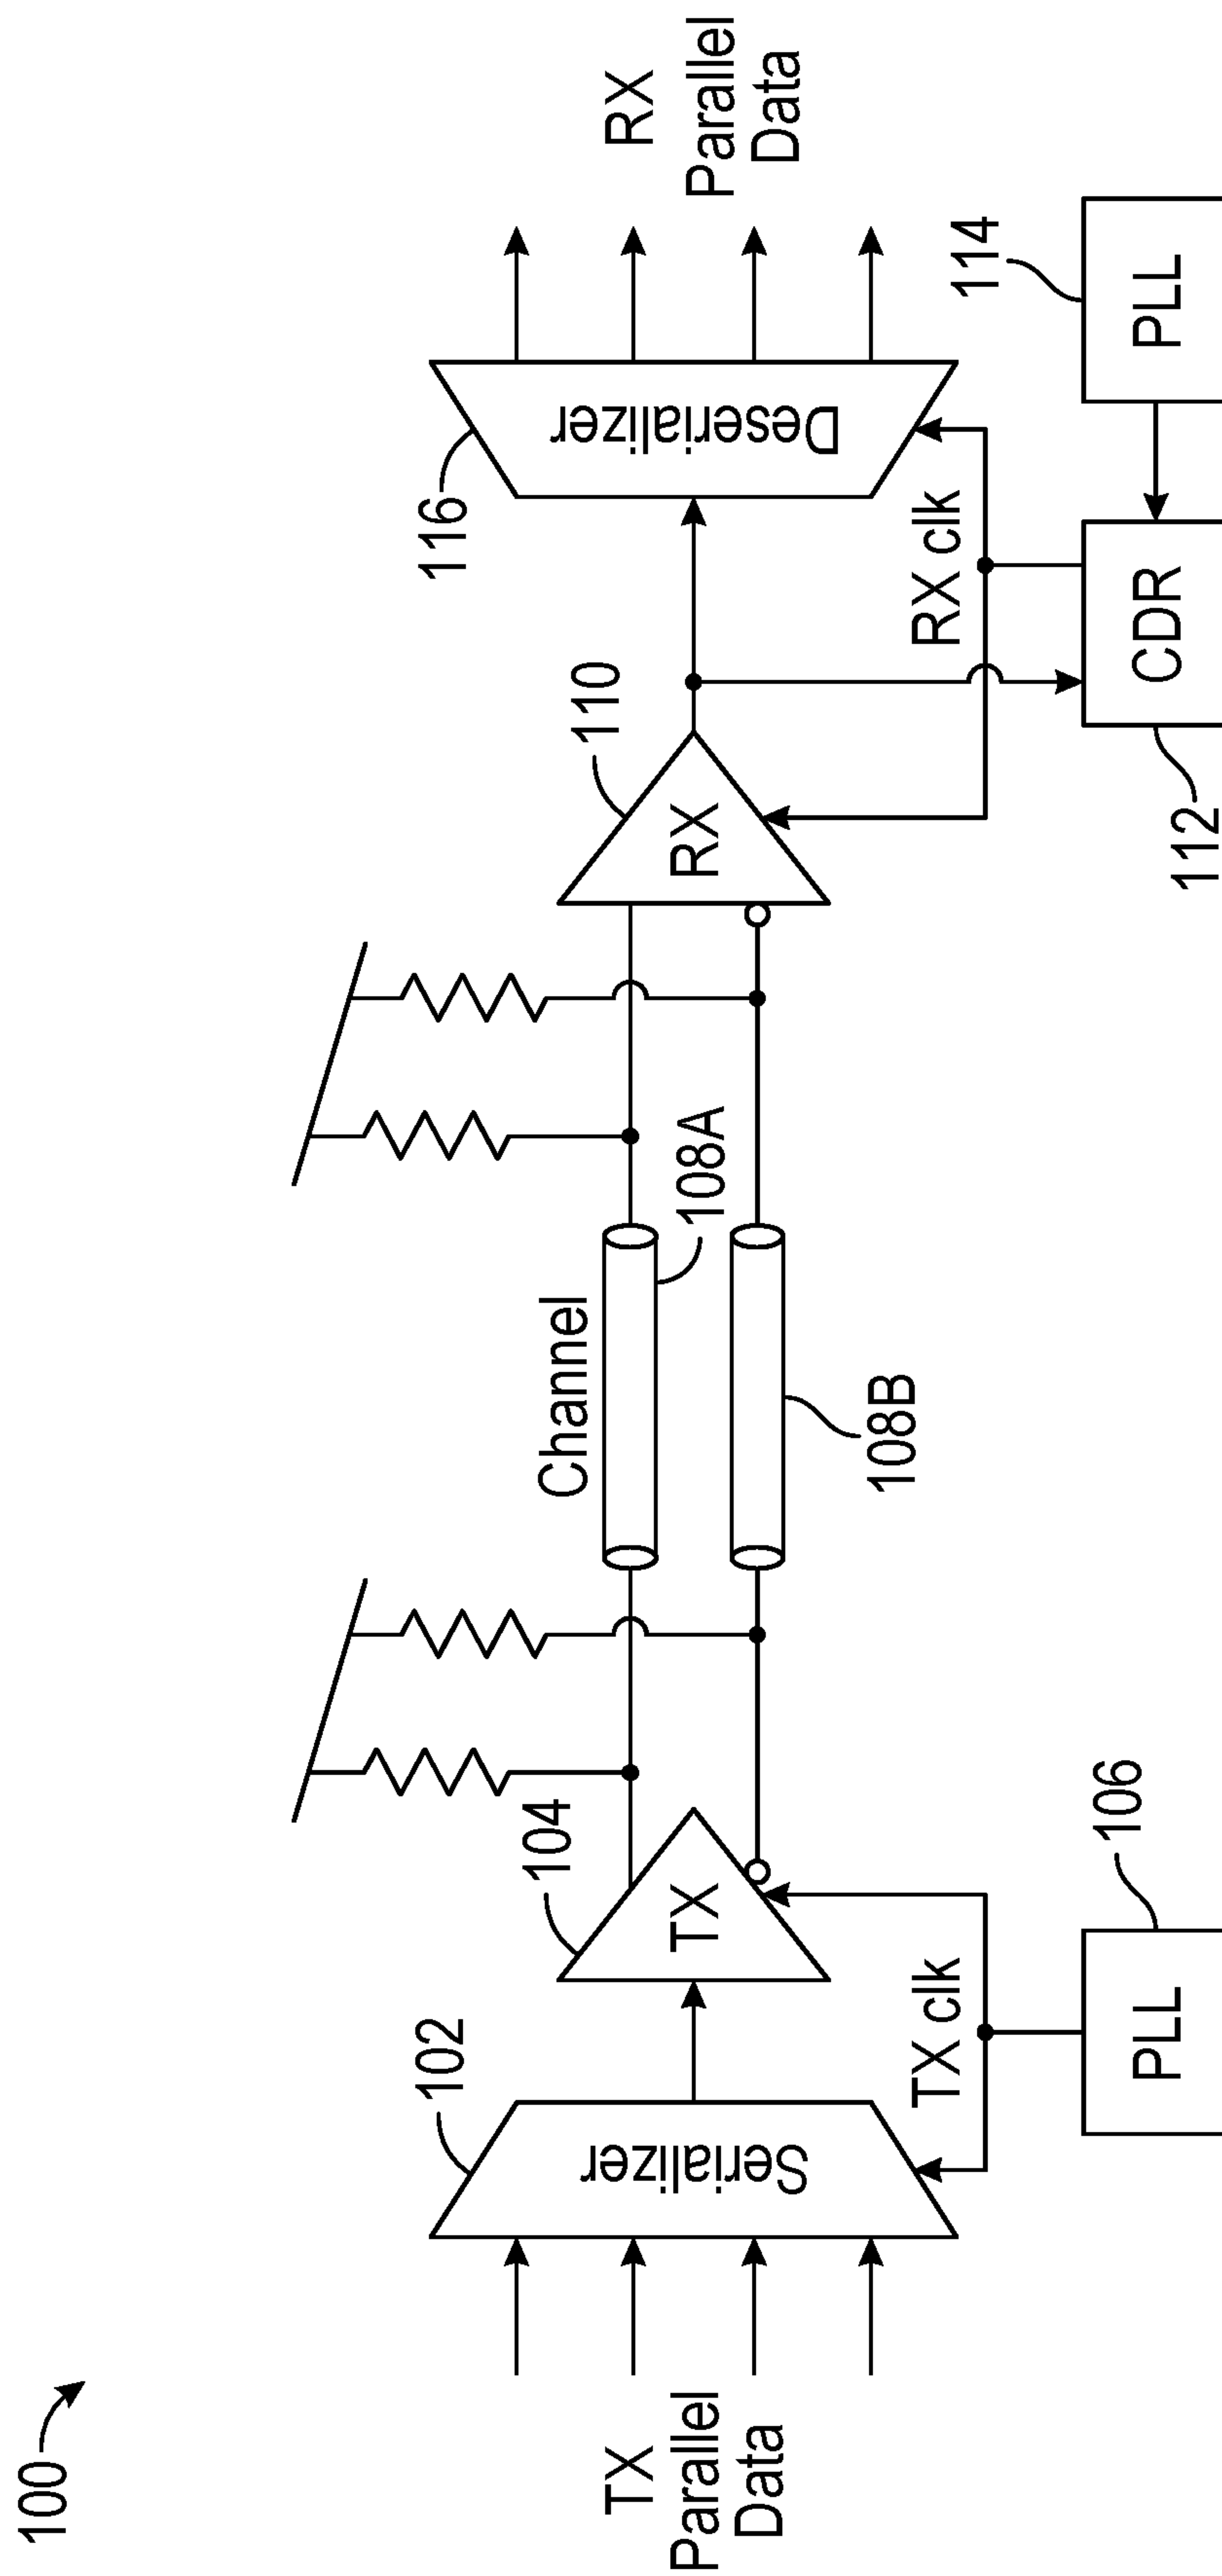 100
TX
Parallel
Data
102
Serializer
104
TX
TX clk
106
PLL
Channel
108A
108B
110
RX
RX clk
112
CDR
114
PLL
116
Deserializer
RX
Parallel
Data